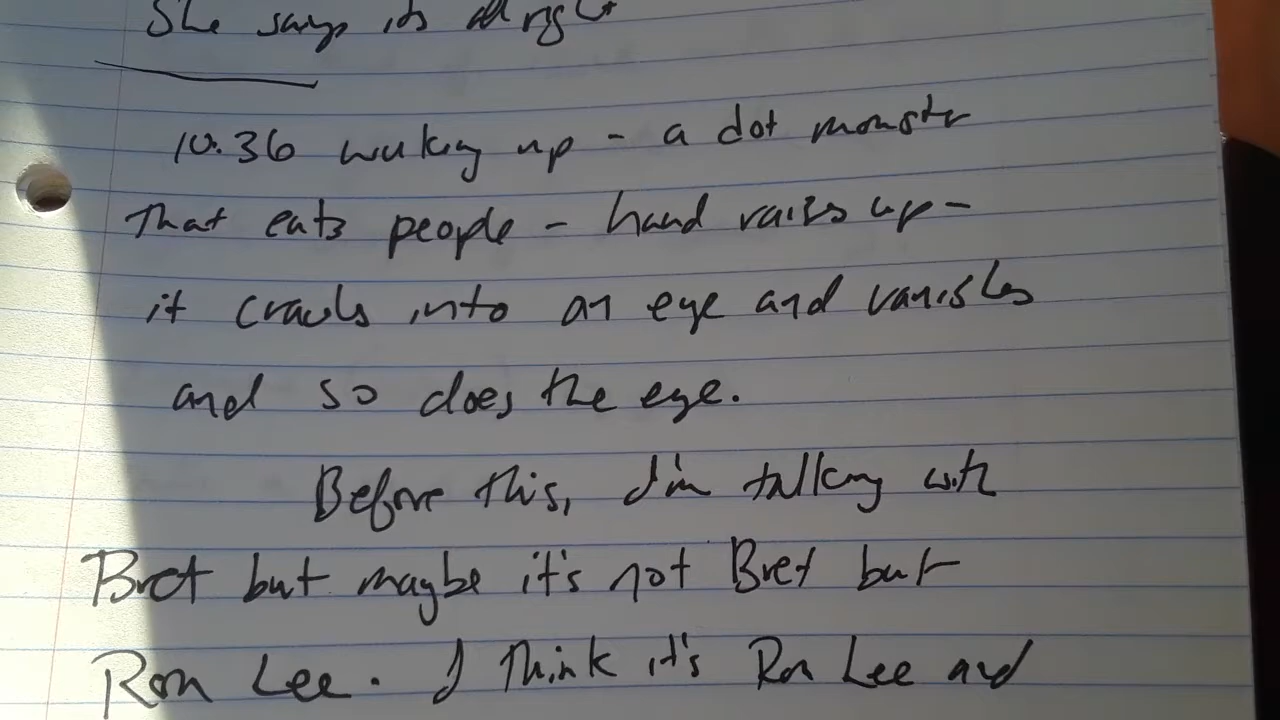 She says its alright
10.36 waking up - a dot monster
That eats people - hand raises up -
it crawls into an eye and vanishes
and so does the eye.
Before this, I'm talking with
Bret but maybe it's not Bret but
Ron Lee. I think it's Ron Lee and